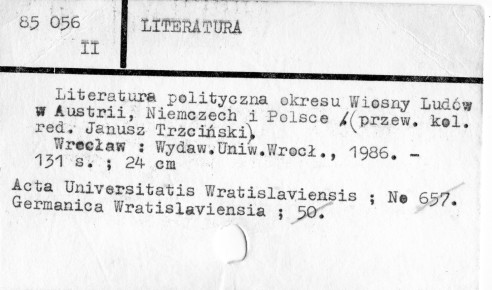 85 056
II
LITERATURA
Literatura polityczna okresu Wiosny Ludów
w Austrii, Niemczech i Polsce /(przew. kol.
red. Janusz Trzciński).
Wrocław : Wydaw.Uniw.Wrocł., 1986. -
131 s. ; 24 cm
Acta Universitatis Wratislaviensis ; No 657.
Germanica Wratislaviensia ; 50.